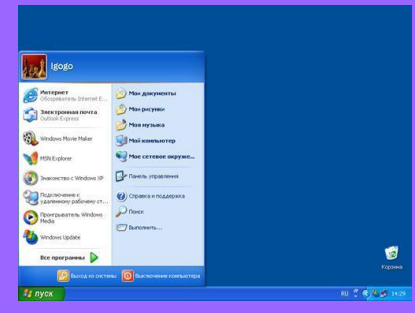 Igogo
Интернет
Обозреватель Internet E...
Электронная почта
Outlook Express
Windows Movie Maker
MSN Explorer
Знакомство с Windows XP
Подключение к
удаленному рабочему ст...
Проигрыватель Windows
Media
Windows Update
Все программы
Мои документы
Мои рисунки
Моя музыка
Мой компьютер
Мое сетевое окруже...
Панель управления
Справка и поддержка
Поиск
Выполнить...
Выход из системы
Выключение компьютера
Корзина
пуск
RU
14:29